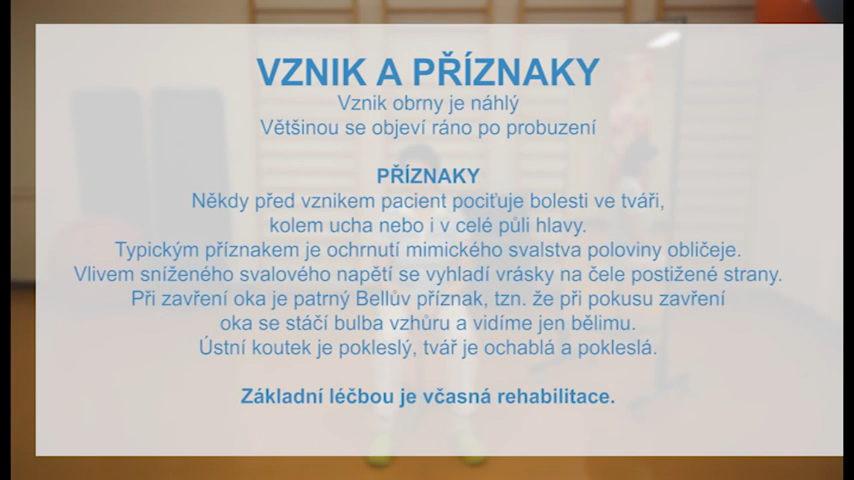 VZNIK A PŘÍZNAKY
Vznik obrny je náhlý
Většinou se objeví ráno po probuzení
PŘÍZNAKY
Někdy před vznikem pacient pociťuje bolesti ve tváři,
kolem ucha nebo i v celé půli hlavy.
Typickým příznakem je ochrnutí mimického svalstva poloviny obličeje.
Vlivem sníženého svalového napětí se vyhladí vrásky na čele postižené strany.
Při zavření oka je patrný Bellův příznak, tzn. že při pokusu zavření
oka se stáčí bulba vzhůru a vidíme jen bělimu.
Ústní koutek je pokleslý, tvář je ochablá a pokleslá.
Základní léčbou je včasná rehabilitace.